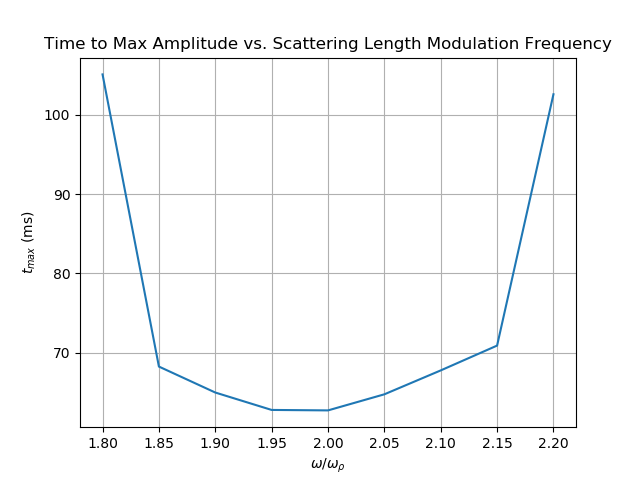 Time to Max Amplitude vs. Scattering Length Modulation Frequency
100
90
80
70
t_max (ms)
1.80 1.85 1.90 1.95 2.00 2.05 2.10 2.15 2.20
ω/ω_ρ